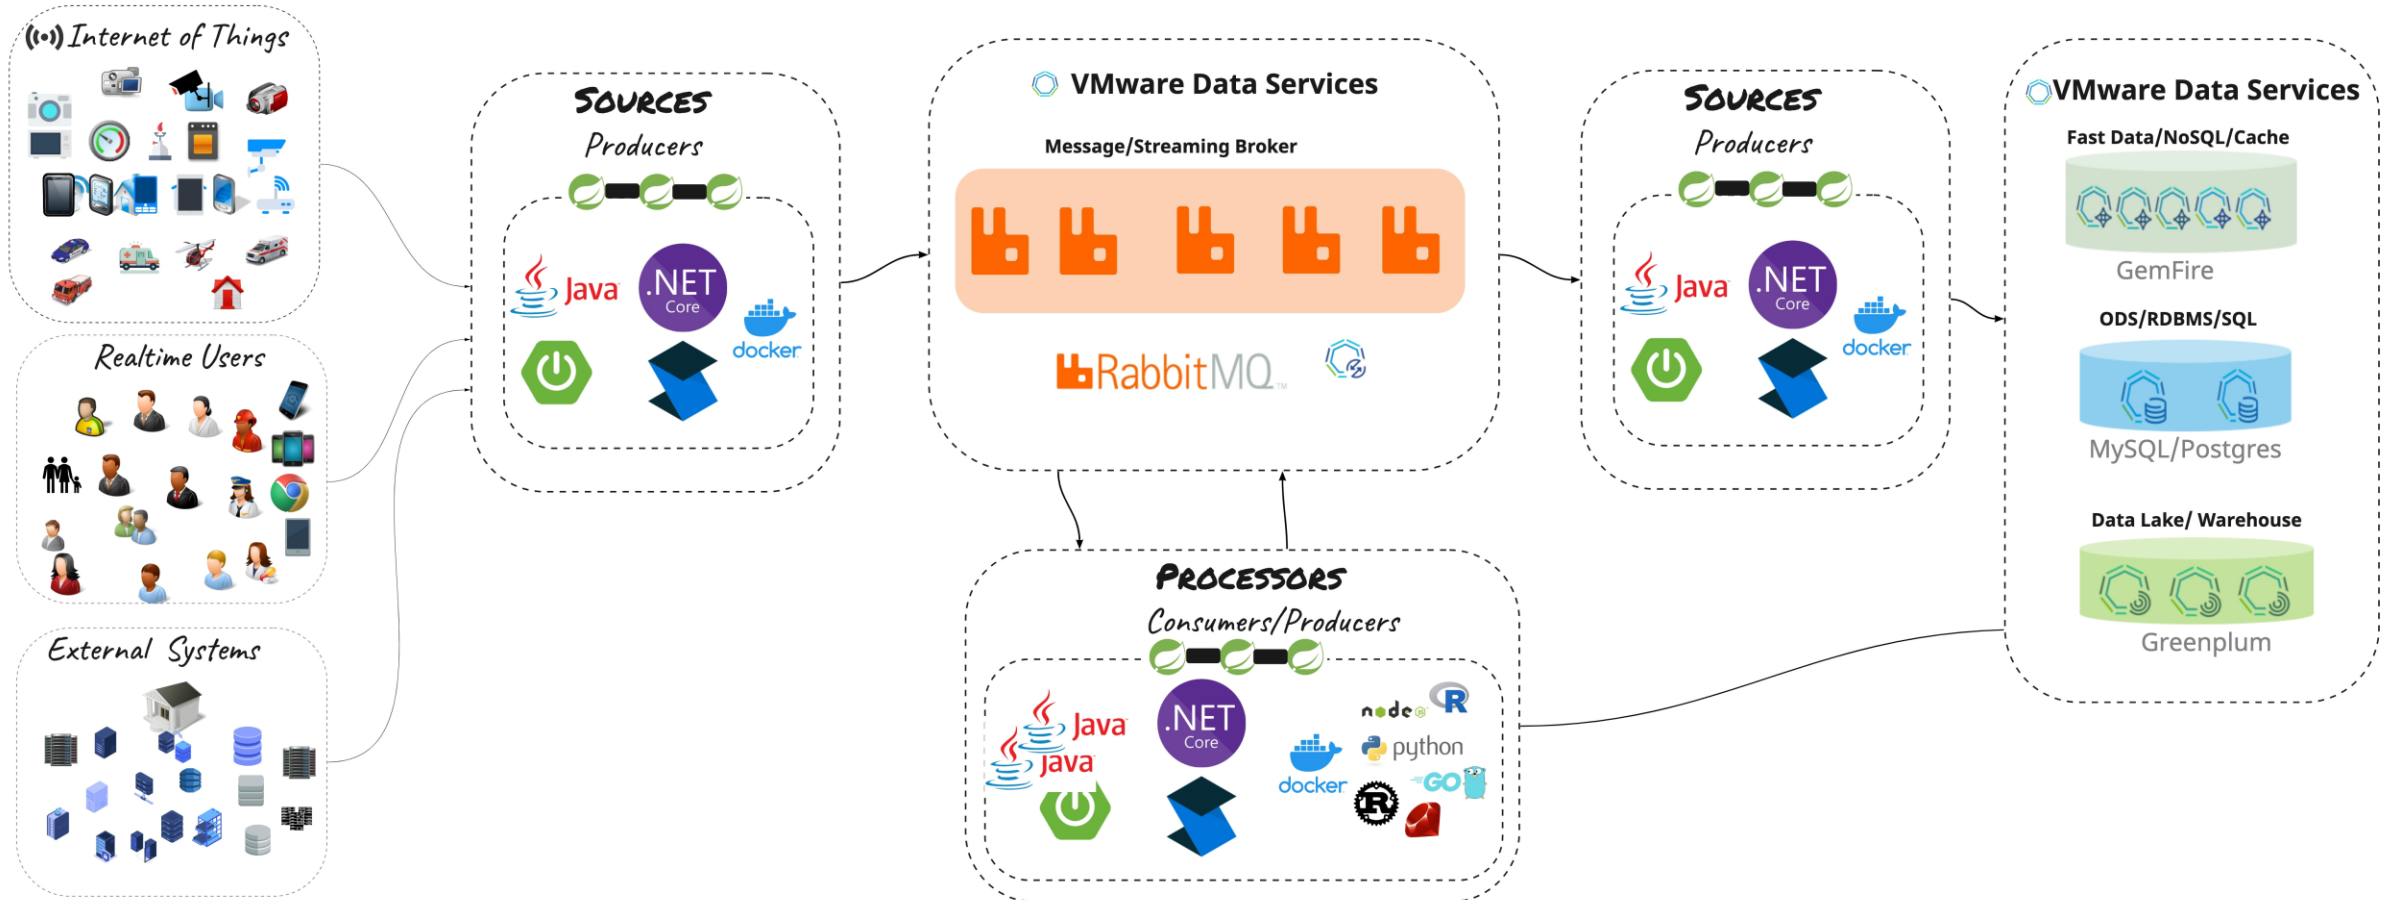 Internet of Things
Realtime Users
External Systems
SOURCES
Producers
Java
.NET
Core
docker
VMware Data Services
Message/Streaming Broker
RabbitMQ™
PROCESSORS
Consumers/Producers
Java
Java
.NET
Core
docker
node
JS
R
python
GO
R
SOURCES
Producers
Java
.NET
Core
docker
VMware Data Services
Fast Data/NoSQL/Cache
GemFire
ODS/RDBMS/SQL
MySQL/Postgres
Data Lake/ Warehouse
Greenplum